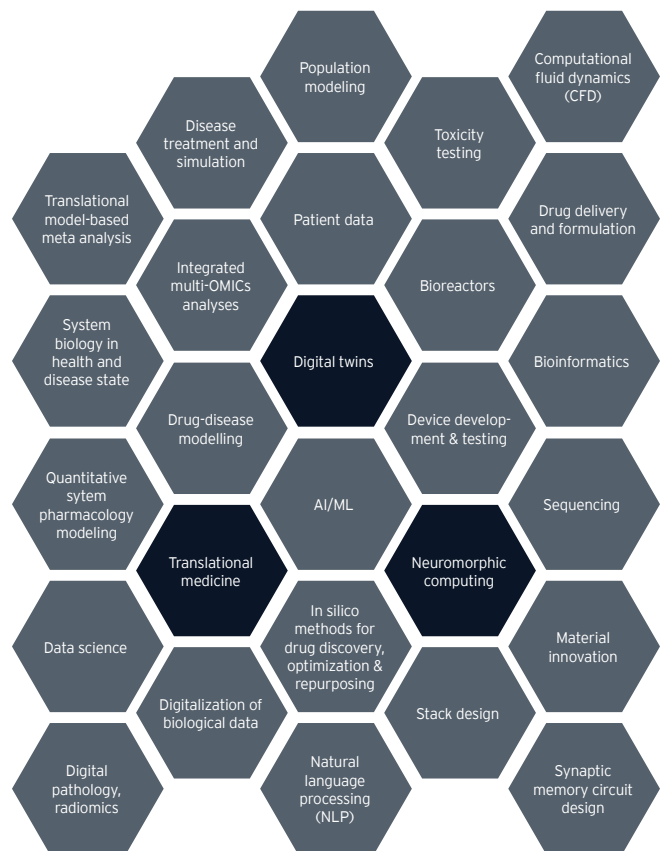 Population
modeling
Computational
fluid dynamics
(CFD)
Disease
treatment and
simulation
Toxicity
testing
Translational
model-based
meta analysis
Patient data
Drug delivery
and formulation
Integrated
multi-OMICs
analyses
Bioreactors
System
biology in
health and
disease state
Digital twins
Bioinformatics
Drug-disease
modelling
Device develop-
ment & testing
Quantitative
sytem
pharmacology
modeling
AI/ML
Sequencing
Translational
medicine
Neuromorphic
computing
Data science
In silico
methods for
drug discovery,
optimization &
repurposing
Material
innovation
Digitalization of
biological data
Stack design
Digital
pathology,
radiomics
Natural
language
processing
(NLP)
Synaptic
memory circuit
design